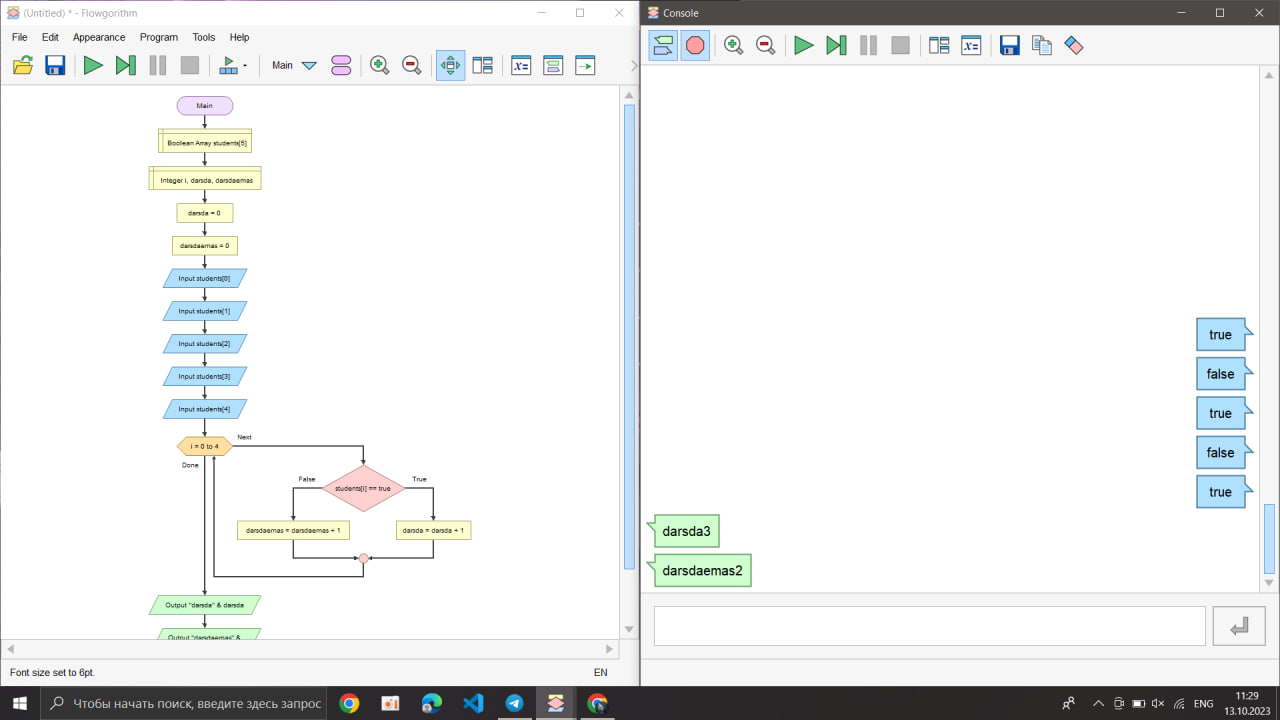 (Untitled) * - Flowgorithm
File Edit Appearance Program Tools Help
Main
Main
Boolean Array students[5]
Integer i, darsda, darsdaemas
darsda = 0
darsdaemas = 0
Input students[0]
Input students[1]
Input students[2]
Input students[3]
Input students[4]
i = 0 to 4
Next
Done
False
True
students[i] == true
darsdaemas = darsdaemas + 1
darsda = darsda + 1
Output "darsda" & darsda
Output "darsdaemas" &
Font size set to 6pt.
EN
Console
x=
x=
true
false
true
false
true
darsda3
darsdaemas2
Чтобы начать поиск, введите здесь запрос
ENG
11:29
13.10.2023